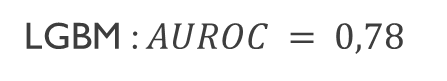 LGBM : AUROC = 0,78